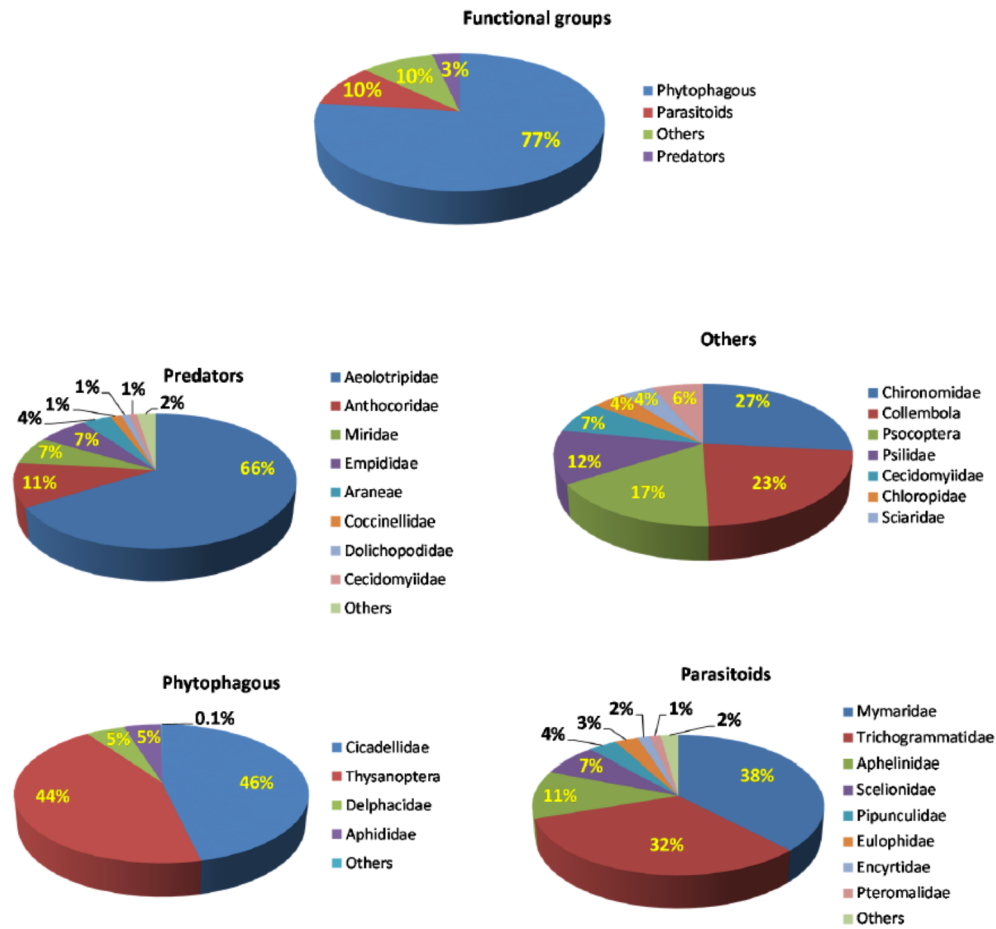 Functional groups
3%
10%
10%
77%
Phytophagous
Parasitoids
Others
Predators
Predators
1%
1%
1%
2%
4%
7%
7%
11%
66%
Aeolotripidae
Anthocoridae
Miridae
Empididae
Araneae
Coccinellidae
Dolichopodidae
Cecidomyiidae
Others
Others
6%
4%
4%
7%
12%
17%
23%
27%
Chironomidae
Collembola
Psocoptera
Psilidae
Cecidomyiidae
Chloropidae
Sciaridae
Phytophagous
0.1%
5%
5%
46%
44%
Cicadellidae
Thysanoptera
Delphacidae
Aphididae
Others
Parasitoids
1%
2%
2%
3%
4%
7%
11%
38%
32%
Mymaridae
Trichogrammatidae
Aphelinidae
Scelionidae
Pipunculidae
Eulophidae
Encyrtidae
Pteromalidae
Others